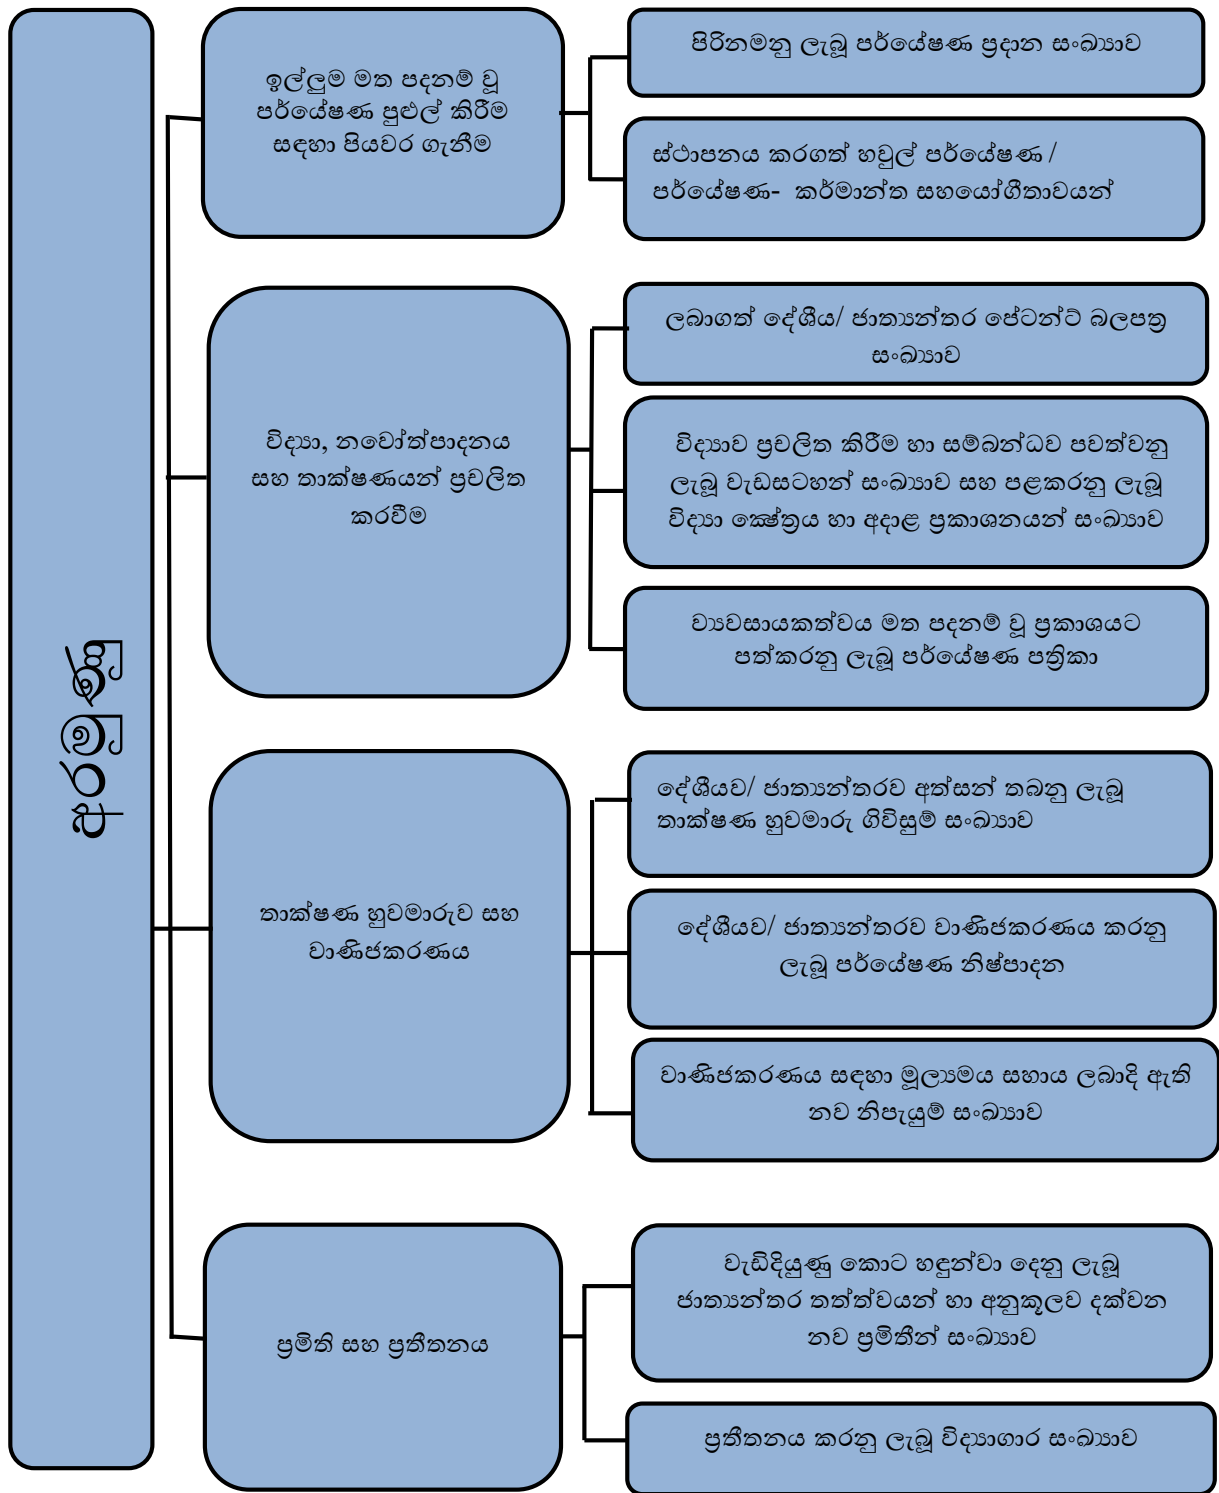 අරමුණු
ඉල්ලුම මත පදනම් වූ
පර්යේෂණ පුළුල් කිරීම
සඳහා පියවර ගැනීම
පිරිනමනු ලැබූ පර්යේෂණ ප්‍රදාන සංඛ්‍යාව
ස්ථාපනය කරගත් හවුල් පර්යේෂණ /
පර්යේෂණ- කර්මාන්ත සහයෝගීතාවයන්
විද්‍යා, නවෝත්පාදනය
සහ තාක්ෂණයන් ප්‍රචලිත
කරවීම
ලබාගත් දේශීය/ ජාත්‍යන්තර පේටන්ට් බලපත්‍ර
සංඛ්‍යාව
විද්‍යාව ප්‍රචලිත කිරීම හා සම්බන්ධව පවත්වනු
ලැබූ වැඩසටහන් සංඛ්‍යාව සහ පළකරනු ලැබූ
විද්‍යා ක්‍ෂේත්‍රය හා අදාළ ප්‍රකාශනයන් සංඛ්‍යාව
ව්‍යවසායකත්වය මත පදනම් වූ ප්‍රකාශයට
පත්කරනු ලැබූ පර්යේෂණ පත්‍රිකා
තාක්ෂණ හුවමාරුව සහ
වාණිජකරණය
දේශීයව/ ජාත්‍යන්තරව අත්සන් තබනු ලැබූ
තාක්ෂණ හුවමාරු ගිවිසුම් සංඛ්‍යාව
දේශීයව/ ජාත්‍යන්තරව වාණිජකරණය කරනු
ලැබූ පර්යේෂණ නිෂ්පාදන
වාණිජකරණය සඳහා මූල්‍යමය සහාය ලබාදි ඇති
නව නිපැයුම් සංඛ්‍යාව
ප්‍රමිති සහ ප්‍රතීතනය
වැඩිදියුණු කොට හඳුන්වා දෙනු ලැබූ
ජාත්‍යන්තර තත්ත්වයන් හා අනුකූලව දක්වන
නව ප්‍රමිතීන් සංඛ්‍යාව
ප්‍රතීතනය කරනු ලැබූ විද්‍යාගාර සංඛ්‍යාව